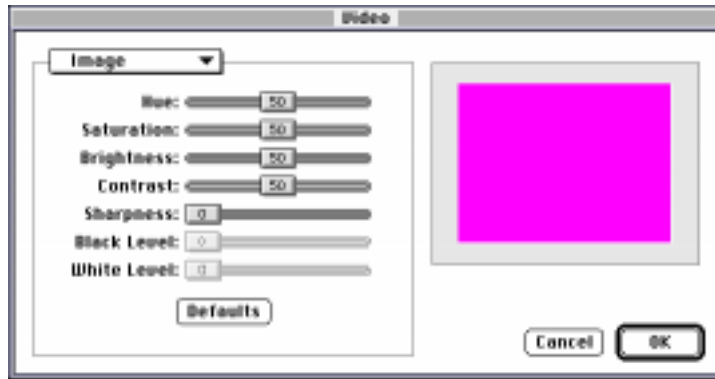 Video
Image
Hue: 50
Saturation: 50
Brightness: 50
Contrast: 50
Sharpness: 0
Black Level: 0
White Level: 0
Defaults
Cancel OK